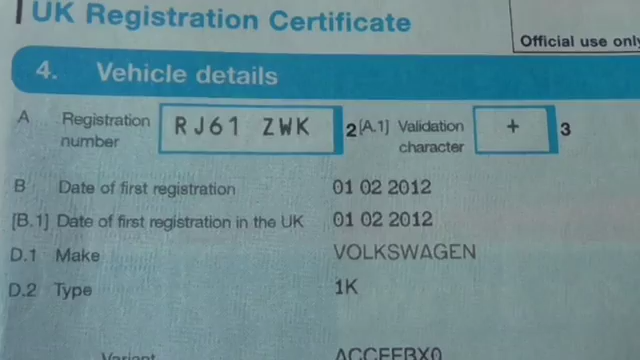 UK Registration Certificate
Official use only
4. Vehicle details
A Registration number RJ61 ZWK 2 [A.1] Validation character + 3
B Date of first registration 01 02 2012
[B.1] Date of first registration in the UK 01 02 2012
D.1 Make VOLKSWAGEN
D.2 Type 1K
Variant ACCFFBX0